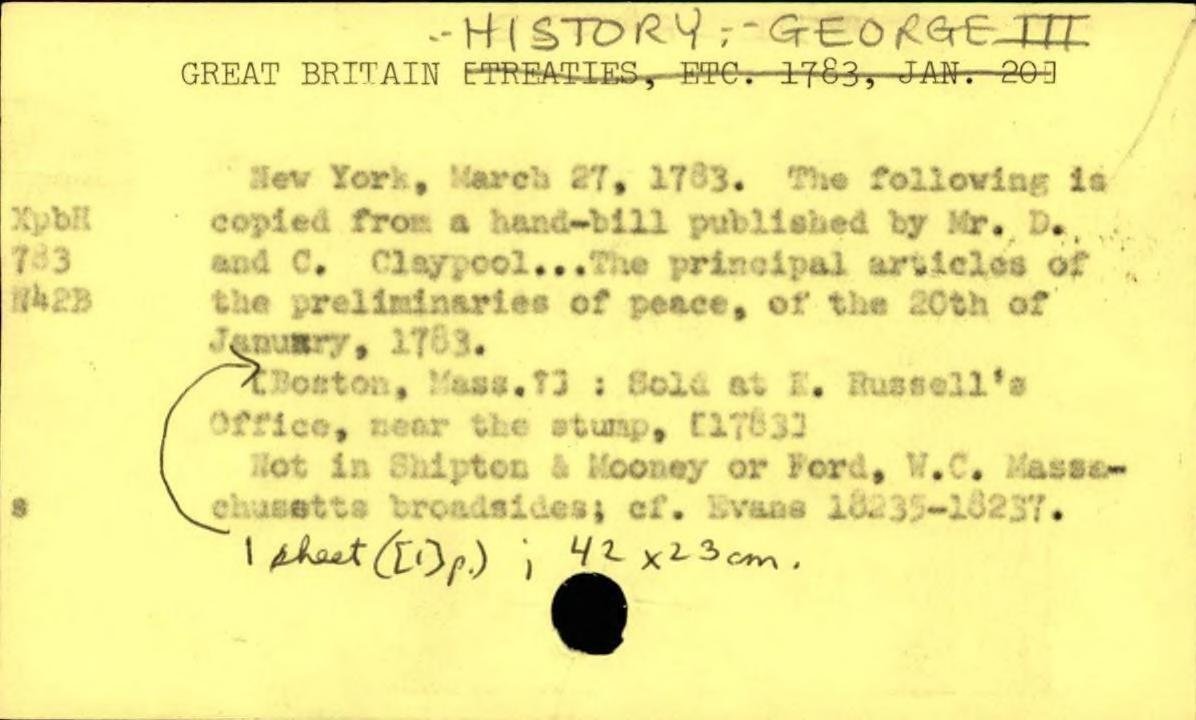 -- HISTORY -- GEORGE III
GREAT BRITAIN [TREATIES, ETC. 1783, JAN. 20]
New York, March 27, 1783. The following is
XpbH copied from a hand-bill published by Mr. D.
783 and C. Claypool...The principal articles of
N42B the preliminaries of peace, of the 20th of
January, 1783.
[Boston, Mass.?] : Sold at E. Russell's
Office, near the stump, [1783]
Not in Shipton & Mooney or Ford, W.C. Massa-
s chusetts broadsides; cf. Evans 18235-18237.
1 sheet ([1] p.) ; 42 x 23 cm.